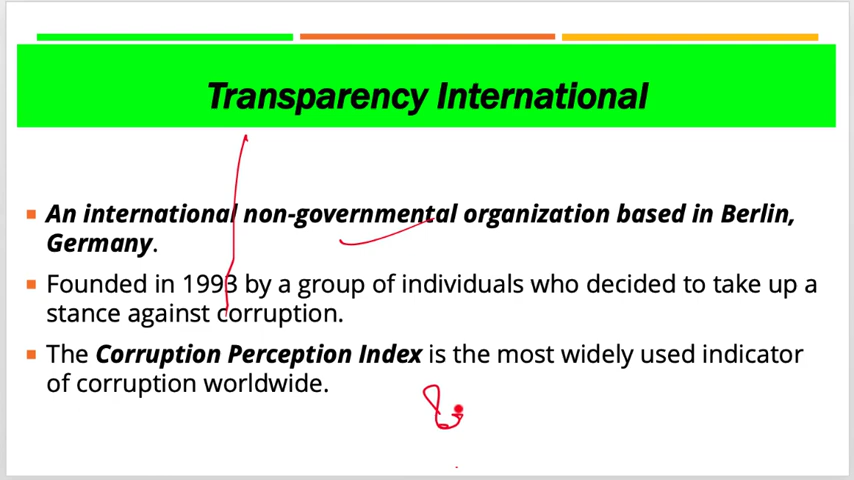 Transparency International
An international non-governmental organization based in Berlin,
Germany.
Founded in 1993 by a group of individuals who decided to take up a
stance against corruption.
The Corruption Perception Index is the most widely used indicator
of corruption worldwide.